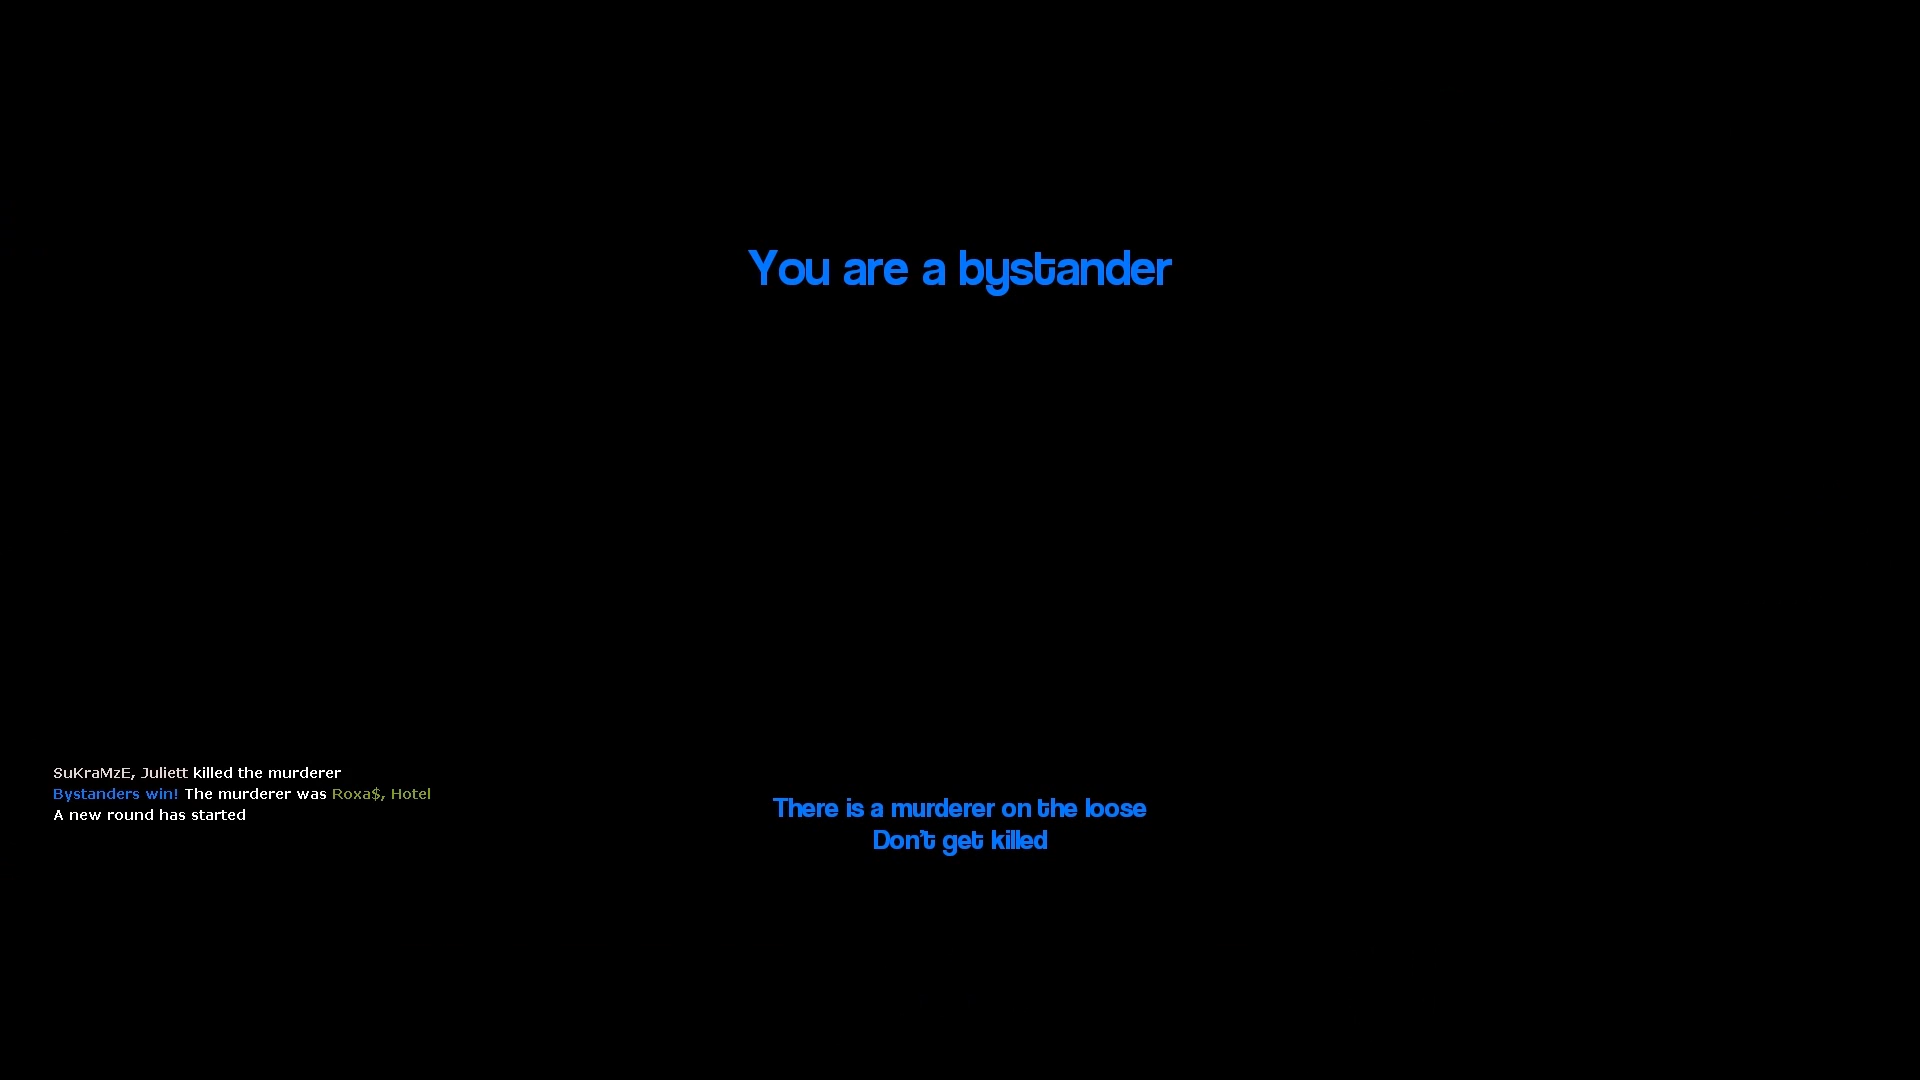 You are a bystander
SuKraMzE, Juliett killed the murderer
Bystanders win! The murderer was Roxa$, Hotel
A new round has started
There is a murderer on the loose
Don't get killed